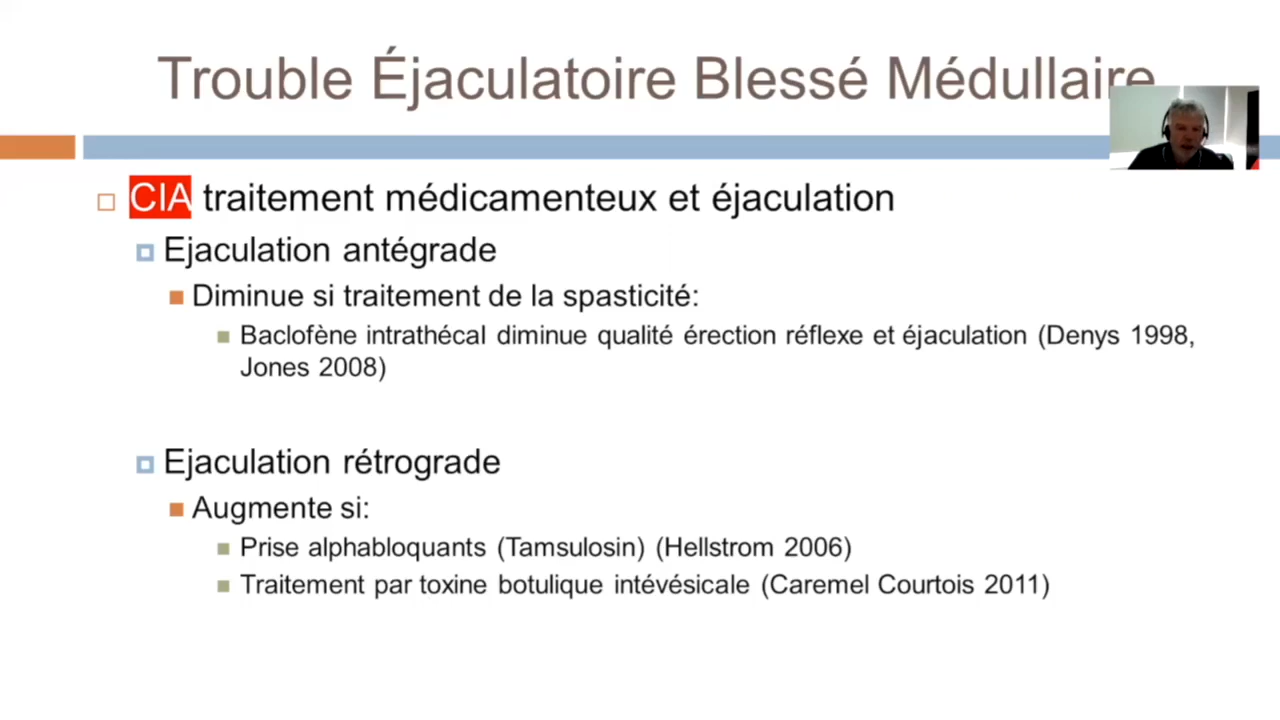 Trouble Éjaculatoire Blessé Médullaire
CIA traitement médicamenteux et éjaculation
Ejaculation antégrade
Diminue si traitement de la spasticité:
Baclofène intrathécal diminue qualité érection réflexe et éjaculation (Denys 1998,
Jones 2008)
Ejaculation rétrograde
Augmente si:
Prise alphabloquants (Tamsulosin) (Hellstrom 2006)
Traitement par toxine botulique intévésicale (Caremel Courtois 2011)